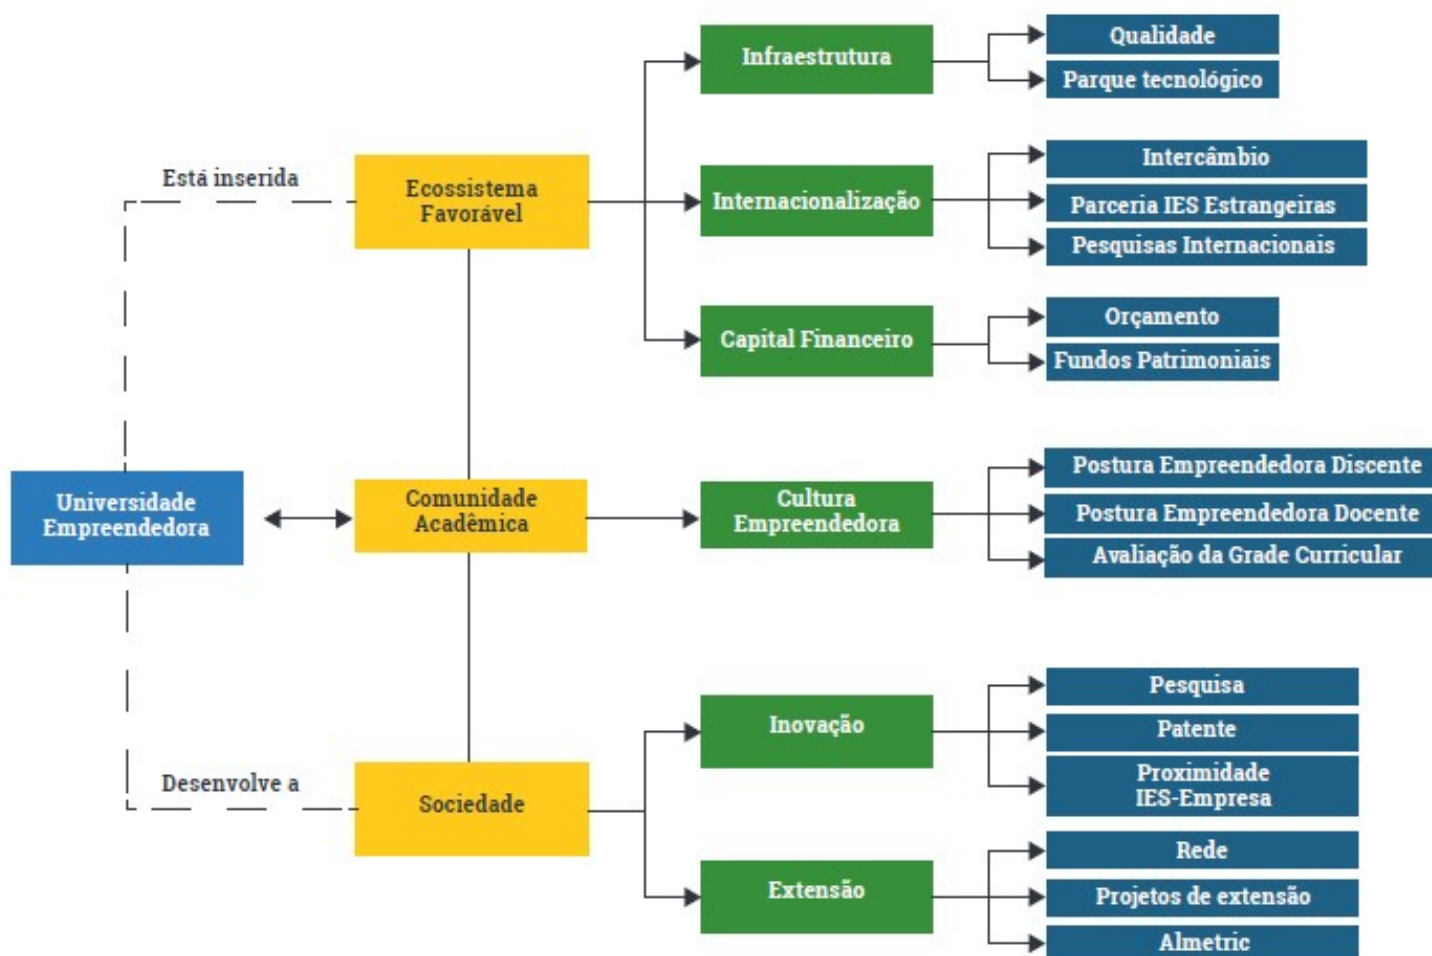 Infraestrutura
Qualidade
Parque tecnológico
Está inserida
Ecossistema
Favorável
Internacionalização
Intercâmbio
Parceria IES Estrangeiras
Pesquisas Internacionais
Capital Financeiro
Orçamento
Fundos Patrimoniais
Universidade
Empreendedora
Comunidade
Acadêmica
Cultura
Empreendedora
Postura Empreendedora Discente
Postura Empreendedora Docente
Avaliação da Grade Curricular
Desenvolve a
Sociedade
Inovação
Pesquisa
Patente
Proximidade
IES-Empresa
Extensão
Rede
Projetos de extensão
Almetric